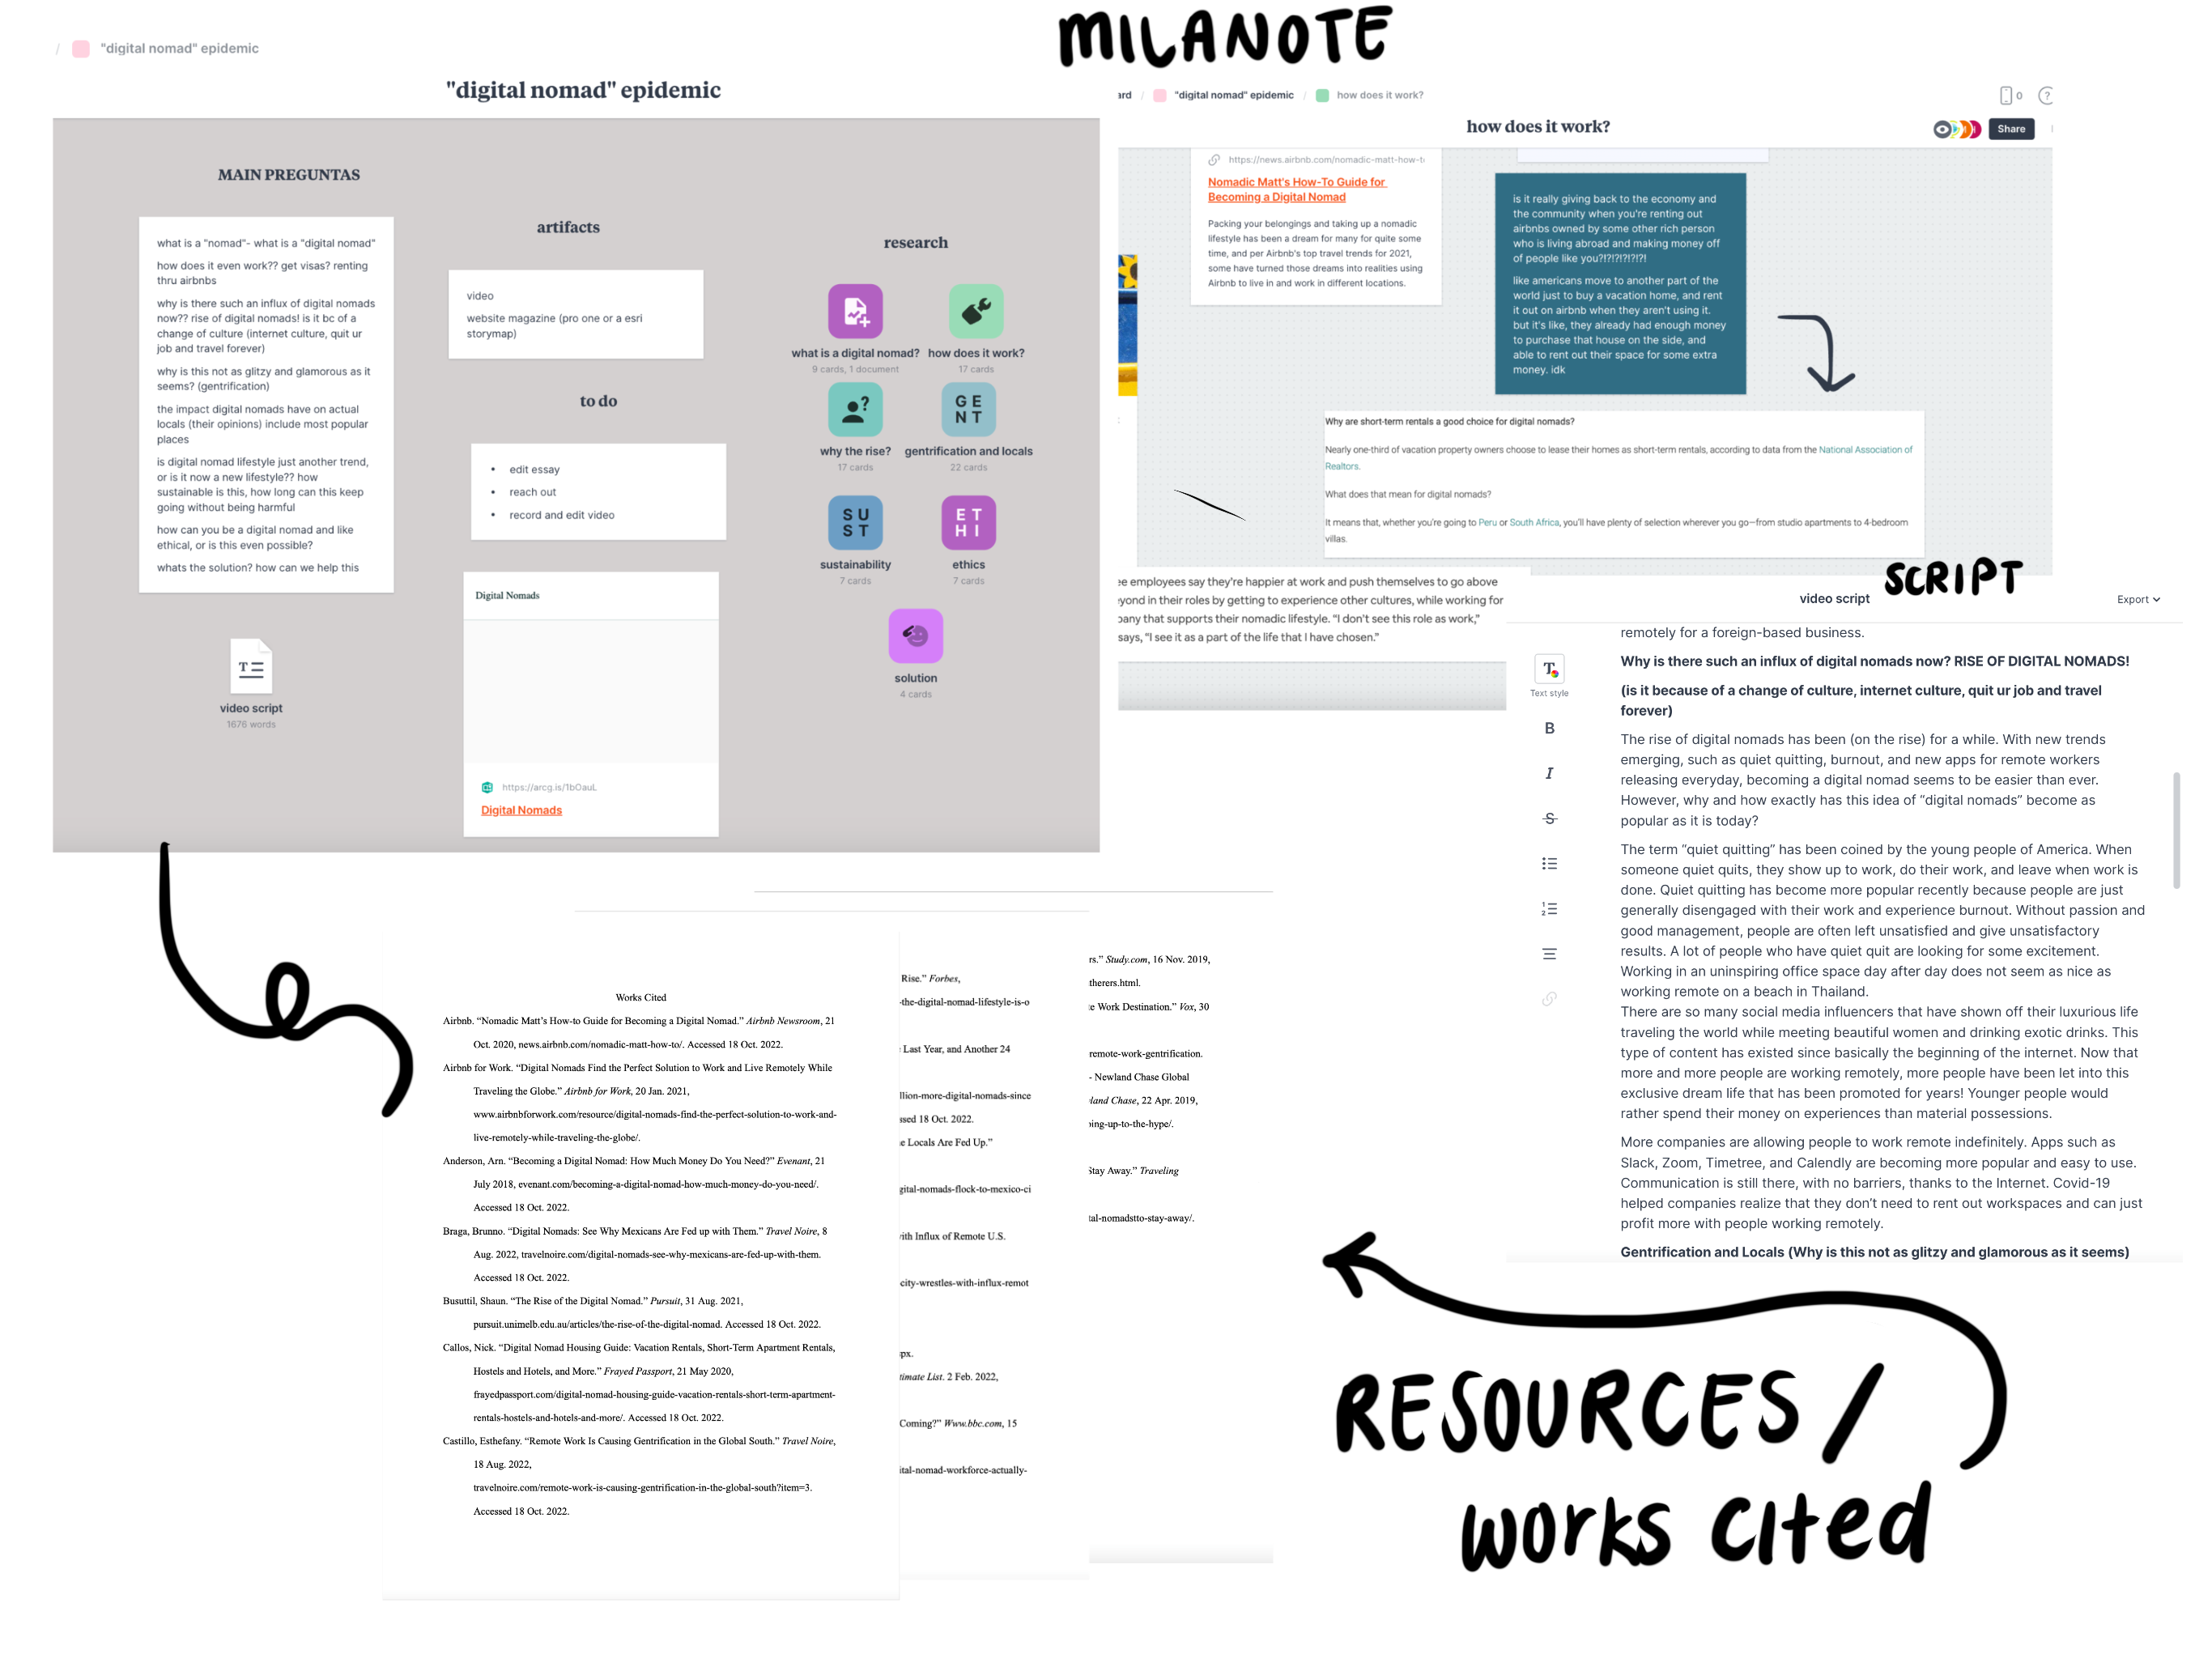 MILANOTE
/ "digital nomad" epidemic
"digital nomad" epidemic
MAIN PREGUNTAS
what is a "nomad"- what is a "digital nomad"
how does it even work?? get visas? renting
thru airbnbs
why is there such an influx of digital nomads
now?? rise of digital nomads! is it bc of a
change of culture (internet culture, quit ur
job and travel forever)
why is this not as glitzy and glamorous as it
seems? (gentrification)
the impact digital nomads have on actual
locals (their opinions) include most popular
places
is digital nomad lifestyle just another trend,
or is it now a new lifestyle?? how
sustainable is this, how long can this keep
going without being harmful
how can you be a digital nomad and like
ethical, or is this even possible?
whats the solution? how can we help this
video script
1676 words
artifacts
video
website magazine (pro one or a esri
storymap)
to do
• edit essay
• reach out
• record and edit video
Digital Nomads
https://arcg.is/1bOauL
Digital Nomads
research
what is a digital nomad?
9 cards, 1 document
how does it work?
17 cards
?
why the rise?
17 cards
GE
NT
gentrification and locals
22 cards
SU
ST
sustainability
7 cards
ET
HI
ethics
7 cards
solution
4 cards
ard / "digital nomad" epidemic / how does it work?
0 ?
how does it work?
Share
https://news.airbnb.com/nomadic-matt-how-t
Nomadic Matt's How-To Guide for
Becoming a Digital Nomad
Packing your belongings and taking up a nomadic
lifestyle has been a dream for many for quite some
time, and per Airbnb's top travel trends for 2021,
some have turned those dreams into realities using
Airbnb to live in and work in different locations.
is it really giving back to the economy and
the community when you're renting out
airbnbs owned by some other rich person
who is living abroad and making money off
of people like you?!?!?!?!?!?!
like americans move to another part of the
world just to buy a vacation home, and rent
it out on airbnb when they aren't using it.
but it's like, they already had enough money
to purchase that house on the side, and
able to rent out their space for some extra
money. idk
Why are short-term rentals a good choice for digital nomads?
Nearly one-third of vacation property owners choose to lease their homes as short-term rentals, according to data from the National Association of
Realtors.
What does that mean for digital nomads?
It means that, whether you're going to Peru or South Africa, you'll have plenty of selection wherever you go—from studio apartments to 4-bedroom
villas.
ee employees say they're happier at work and push themselves to go above
eyond in their roles by getting to experience other cultures, while working for
pany that supports their nomadic lifestyle. “I don't see this role as work,”
says, “I see it as a part of the life that I have chosen.”
SCRIPT
video script
Export
Text style
B
I
S
remotely for a foreign-based business.
Why is there such an influx of digital nomads now? RISE OF DIGITAL NOMADS!
(is it because of a change of culture, internet culture, quit ur job and travel
forever)
The rise of digital nomads has been (on the rise) for a while. With new trends
emerging, such as quiet quitting, burnout, and new apps for remote workers
releasing everyday, becoming a digital nomad seems to be easier than ever.
However, why and how exactly has this idea of “digital nomads” become as
popular as it is today?
The term “quiet quitting” has been coined by the young people of America. When
someone quiet quits, they show up to work, do their work, and leave when work is
done. Quiet quitting has become more popular recently because people are just
generally disengaged with their work and experience burnout. Without passion and
good management, people are often left unsatisfied and give unsatisfactory
results. A lot of people who have quiet quit are looking for some excitement.
Working in an uninspiring office space day after day does not seem as nice as
working remote on a beach in Thailand.
There are so many social media influencers that have shown off their luxurious life
traveling the world while meeting beautiful women and drinking exotic drinks. This
type of content has existed since basically the beginning of the internet. Now that
more and more people are working remotely, more people have been let into this
exclusive dream life that has been promoted for years! Younger people would
rather spend their money on experiences than material possessions.
More companies are allowing people to work remote indefinitely. Apps such as
Slack, Zoom, Timetree, and Calendly are becoming more popular and easy to use.
Communication is still there, with no barriers, thanks to the Internet. Covid-19
helped companies realize that they don't need to rent out workspaces and can just
profit more with people working remotely.
Gentrification and Locals (Why is this not as glitzy and glamorous as it seems)
Works Cited
Airbnb. “Nomadic Matt’s How-to Guide for Becoming a Digital Nomad.” Airbnb Newsroom, 21
Oct. 2020, news.airbnb.com/nomadic-matt-how-to/. Accessed 18 Oct. 2022.
Airbnb for Work. “Digital Nomads Find the Perfect Solution to Work and Live Remotely While
Traveling the Globe.” Airbnb for Work, 20 Jan. 2021,
www.airbnbforwork.com/resource/digital-nomads-find-the-perfect-solution-to-work-and-
live-remotely-while-traveling-the-globe/.
Anderson, Arn. “Becoming a Digital Nomad: How Much Money Do You Need?” Evenant, 21
July 2018, evenant.com/becoming-a-digital-nomad-how-much-money-do-you-need/.
Accessed 18 Oct. 2022.
Braga, Brunno. “Digital Nomads: See Why Mexicans Are Fed up with Them.” Travel Noire, 8
Aug. 2022, travelnoire.com/digital-nomads-see-why-mexicans-are-fed-up-with-them.
Accessed 18 Oct. 2022.
Busuttil, Shaun. “The Rise of the Digital Nomad.” Pursuit, 31 Aug. 2021,
pursuit.unimelb.edu.au/articles/the-rise-of-the-digital-nomad. Accessed 18 Oct. 2022.
Callos, Nick. “Digital Nomad Housing Guide: Vacation Rentals, Short-Term Apartment Rentals,
Hostels and Hotels, and More.” Frayed Passport, 21 May 2020,
frayedpassport.com/digital-nomad-housing-guide-vacation-rentals-short-term-apartment-
rentals-hostels-and-hotels-and-more/. Accessed 18 Oct. 2022.
Castillo, Esthefany. “Remote Work Is Causing Gentrification in the Global South.” Travel Noire,
18 Aug. 2022,
travelnoire.com/remote-work-is-causing-gentrification-in-the-global-south?item=3.
Accessed 18 Oct. 2022.
Rise.” Forbes,
-the-digital-nomad-lifestyle-is-o
Last Year, and Another 24
llion-more-digital-nomads-since
ssed 18 Oct. 2022.
e Locals Are Fed Up.”
gital-nomads-flock-to-mexico-ci
ith Influx of Remote U.S.
city-wrestles-with-influx-remot
px.
timate List. 2 Feb. 2022,
Coming?” Www.bbc.com, 15
ital-nomad-workforce-actually-
rs.” Study.com, 16 Nov. 2019,
therers.html.
e Work Destination.” Vox, 30
remote-work-gentrification.
- Newland Chase Global
land Chase, 22 Apr. 2019,
ing-up-to-the-hype/.
Stay Away.” Traveling
tal-nomadstto-stay-away/.
RESOURCES/
works cited